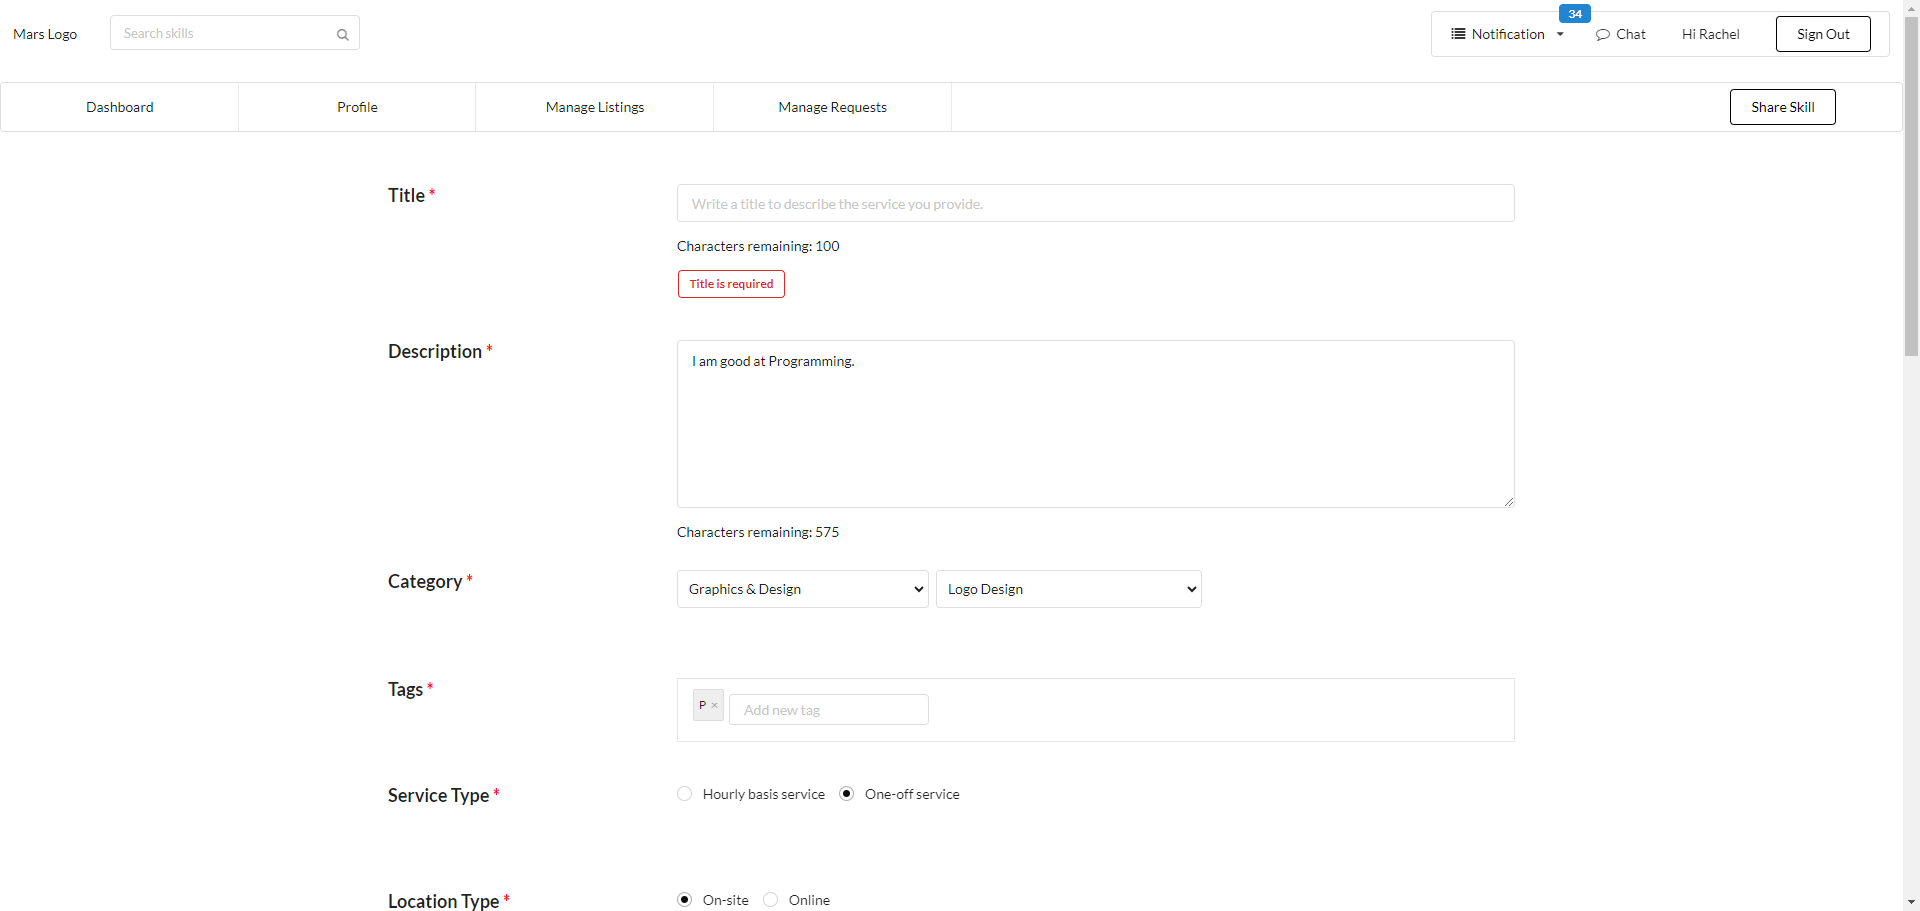 Mars Logo
Search skills
34
Notification
Chat
Hi Rachel
Sign Out
Dashboard
Profile
Manage Listings
Manage Requests
Share Skill
Title *
Write a title to describe the service you provide.
Characters remaining: 100
Title is required
Description *
I am good at Programming.
Characters remaining: 575
Category *
Graphics & Design
Logo Design
Tags *
P ×
Add new tag
Service Type *
Hourly basis service
One-off service
Location Type *
On-site
Online